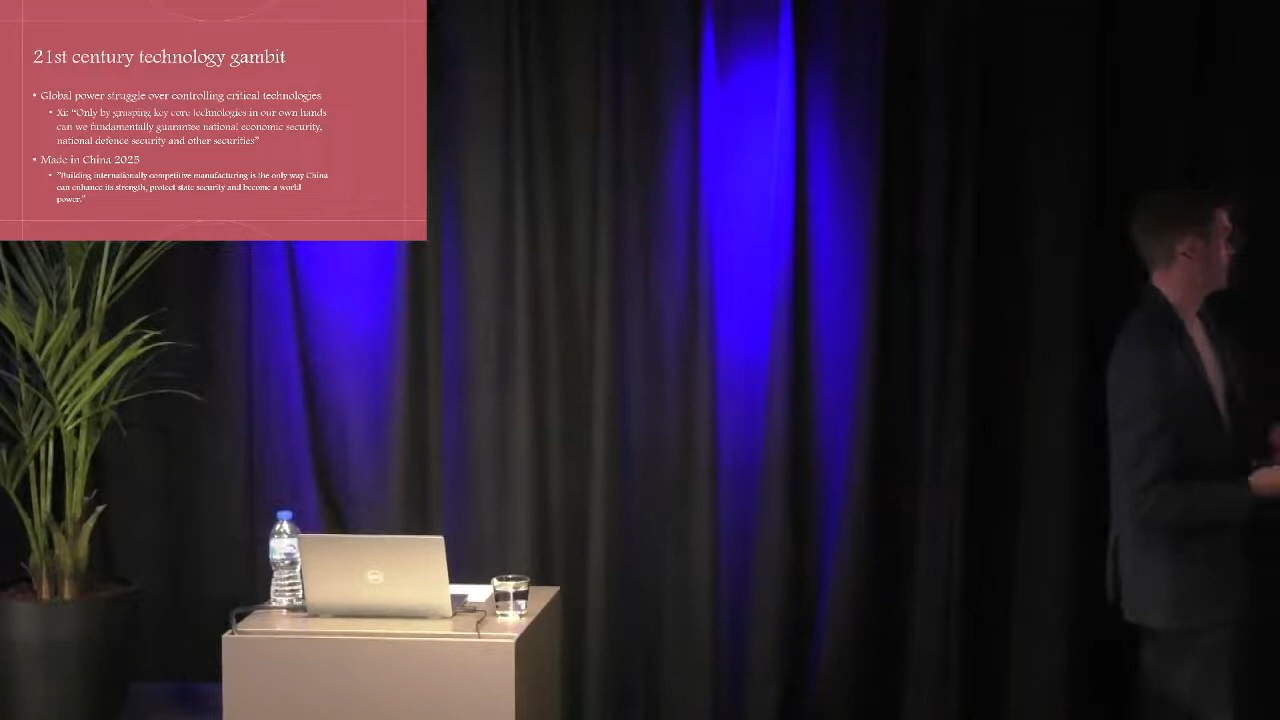 21st century technology gambit
• Global power struggle over controlling critical technologies
• Xi: “Only by grasping key core technologies in our own hands
can we fundamentally guarantee national economic security,
national defence security and other securities”
• Made in China 2025
• ”Building internationally competitive manufacturing is the only way China
can enhance its strength, protect state security and become a world
power.”